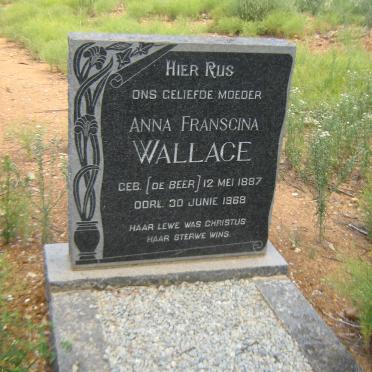 HIER RUS
ONS GELIEFDE MOEDER
ANNA FRANSCINA
WALLACE
GEB. (DE BEER) 12 MEI 1887
OORL. 30 JUNIE 1968
HAAR LEWE WAS CHRISTUS
HAAR STERWE WINS.